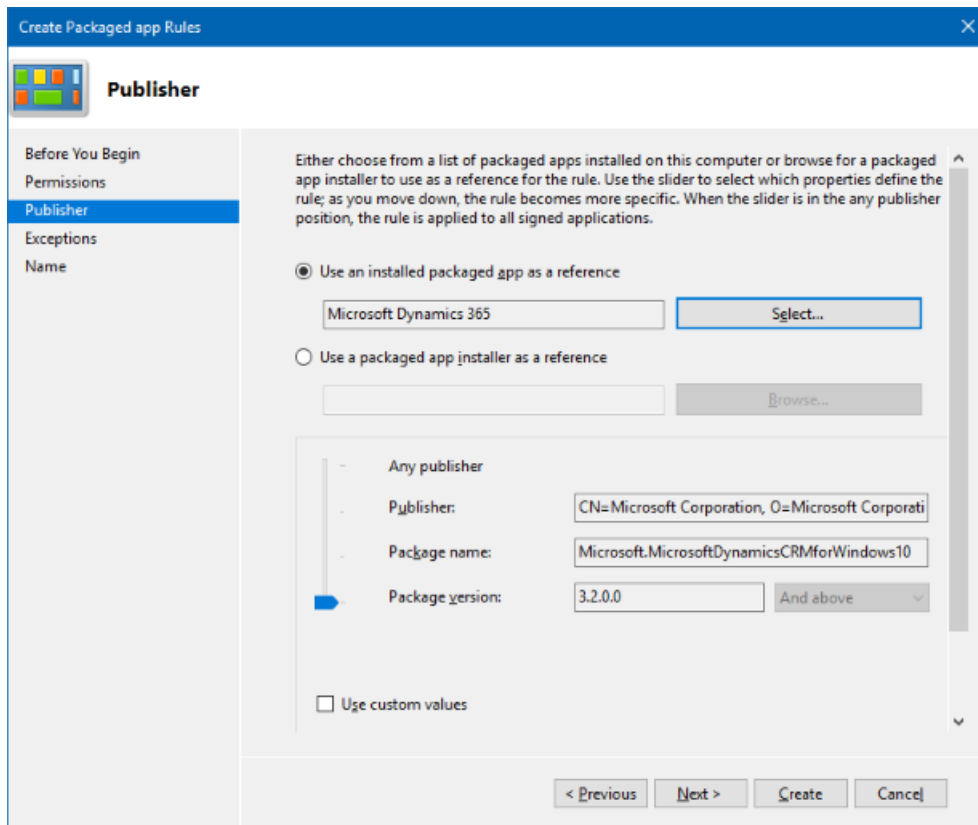 Create Packaged app Rules
Publisher
Before You Begin
Permissions
Publisher
Exceptions
Name
Either choose from a list of packaged apps installed on this computer or browse for a packaged
app installer to use as a reference for the rule. Use the slider to select which properties define the
rule; as you move down, the rule becomes more specific. When the slider is in the any publisher
position, the rule is applied to all signed applications.
Use an installed packaged app as a reference
Microsoft Dynamics 365
Select...
Use a packaged app installer as a reference
Browse...
Any publisher
Publisher: CN=Microsoft Corporation, O=Microsoft Corporati
Package name: Microsoft.MicrosoftDynamicsCRMforWindows10
Package version: 3.2.0.0 And above
Use custom values
< Previous Next > Create Cancel